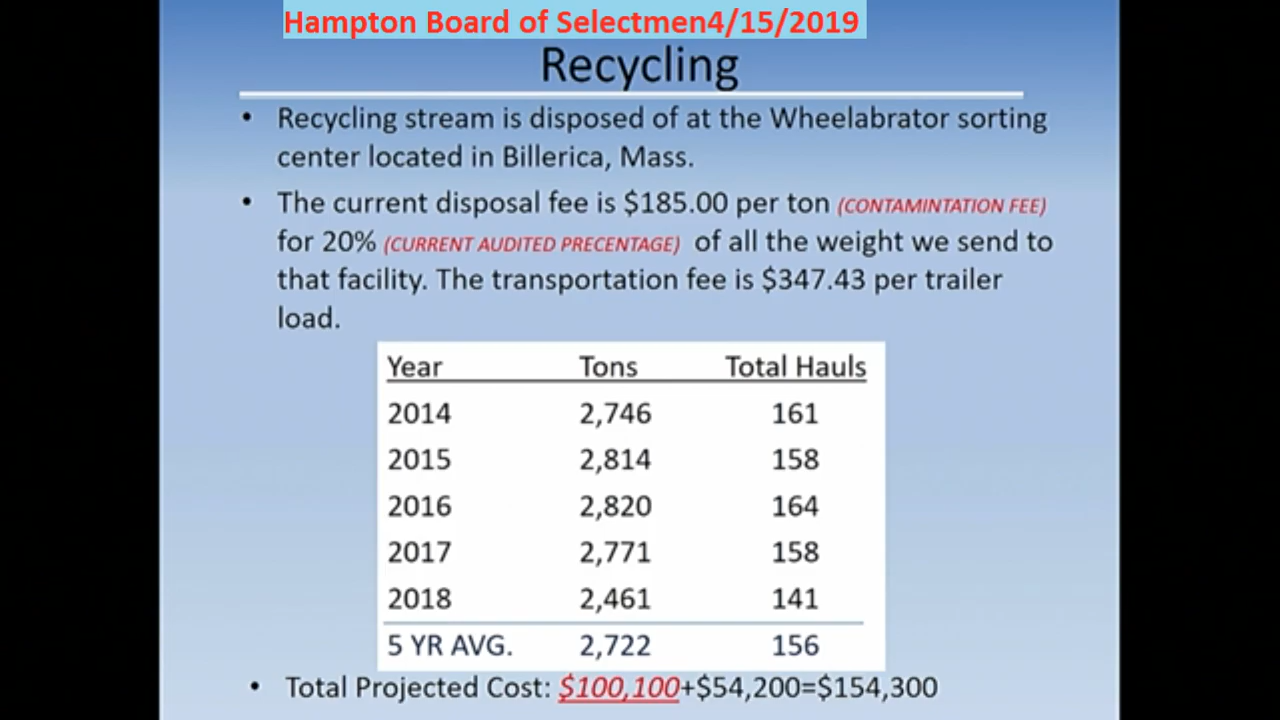 Hampton Board of Selectmen4/15/2019
Recycling
• Recycling stream is disposed of at the Wheelabrator sorting
center located in Billerica, Mass.
• The current disposal fee is $185.00 per ton (CONTAMINTATION FEE)
for 20% (CURRENT AUDITED PRECENTAGE) of all the weight we send to
that facility. The transportation fee is $347.43 per trailer
load.
Year Tons Total Hauls
2014 2,746 161
2015 2,814 158
2016 2,820 164
2017 2,771 158
2018 2,461 141
5 YR AVG. 2,722 156
• Total Projected Cost: $100,100+$54,200=$154,300